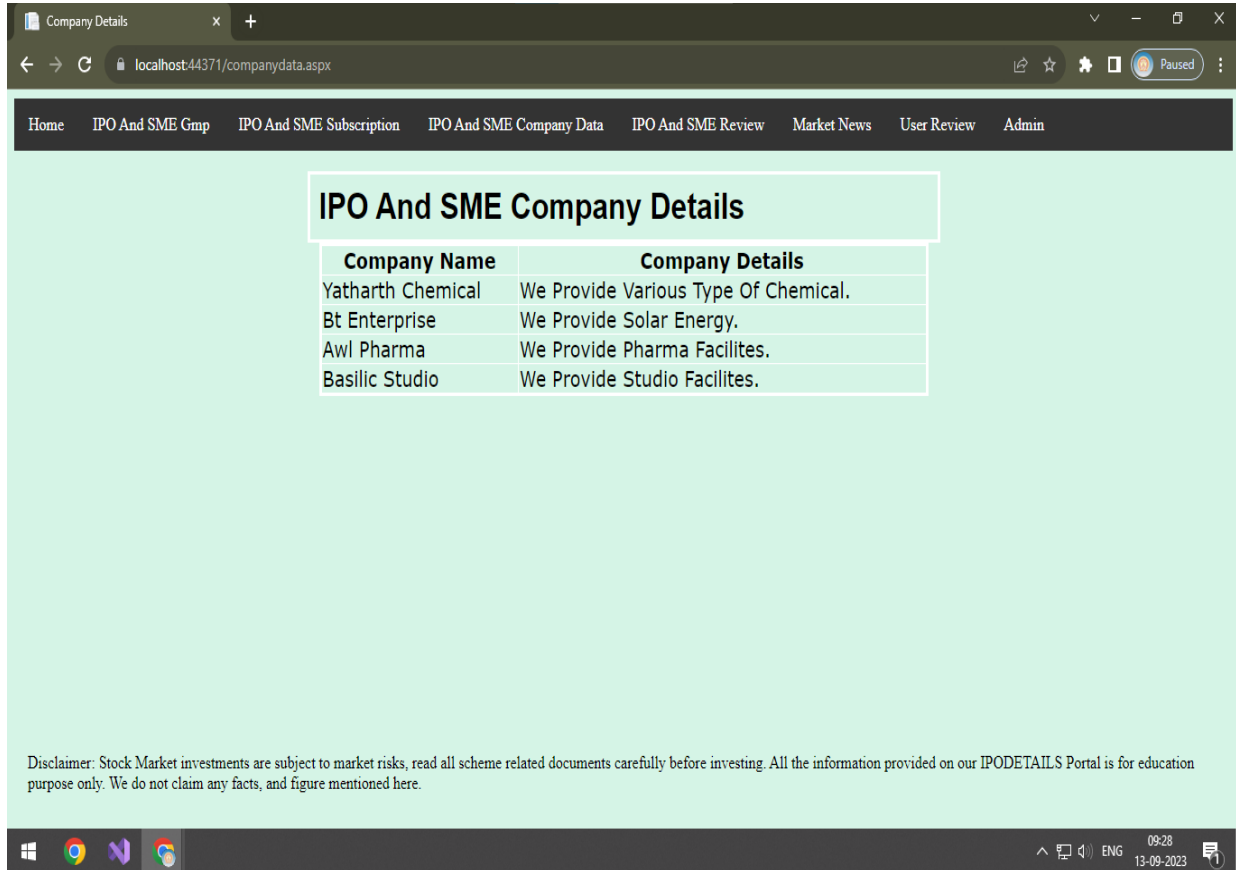 Company Details
localhost:44371/companydata.aspx
Paused
Home IPO And SME Gmp IPO And SME Subscription IPO And SME Company Data IPO And SME Review Market News User Review Admin
IPO And SME Company Details
Company Name Company Details
Yatharth Chemical We Provide Various Type Of Chemical.
Bt Enterprise We Provide Solar Energy.
Awl Pharma We Provide Pharma Facilites.
Basilic Studio We Provide Studio Facilites.
Disclaimer: Stock Market investments are subject to market risks, read all scheme related documents carefully before investing. All the information provided on our IPODETAILS Portal is for education
purpose only. We do not claim any facts, and figure mentioned here.
ENG
09:28
13-09-2023
1